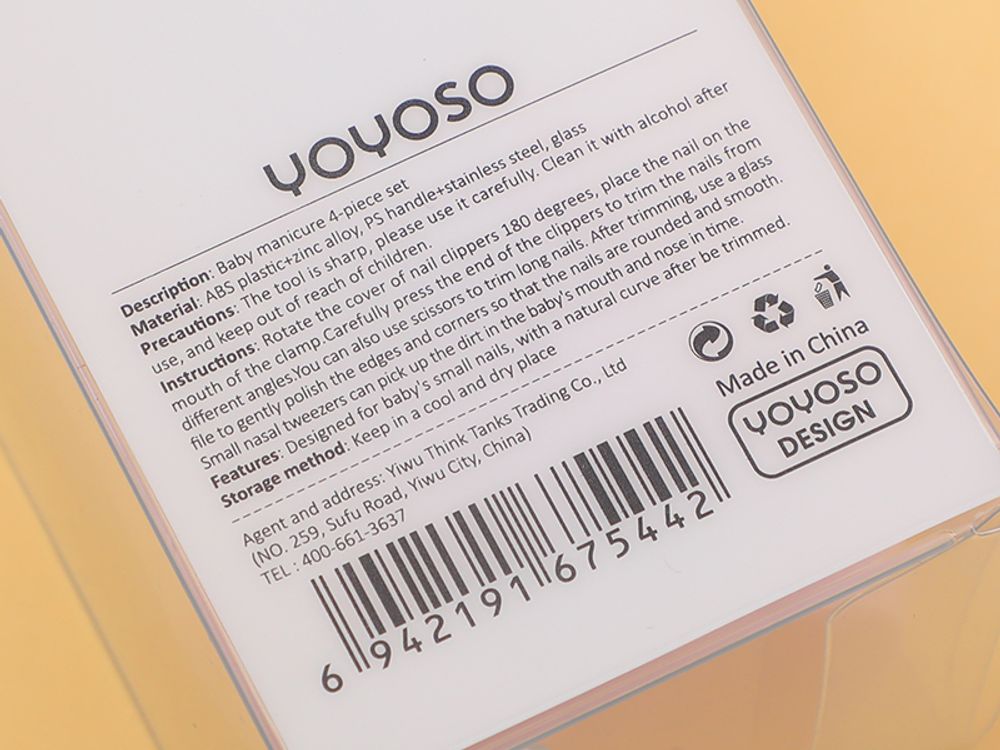 YOYOSO
Description: Baby manicure 4-piece set
Material: ABS plastic+zinc alloy, PS handle+stainless steel, glass
Precautions: The tool is sharp, please use it carefully. Clean it with alcohol after
use, and keep out of reach of children.
Instructions: Rotate the cover of nail clippers 180 degrees, place the nail on the
mouth of the clamp.Carefully press the end of the clippers to trim the nails from
different angles.You can also use scissors to trim long nails. After trimming, use a glass
file to gently polish the edges and corners so that the nails are rounded and smooth.
Small nasal tweezers can pick up the dirt in the baby's mouth and nose in time.
Features: Designed for baby's small nails, with a natural curve after be trimmed.
Storage method: Keep in a cool and dry place
Agent and address: Yiwu Think Tanks Trading Co., Ltd
(NO. 259, Sufu Road, Yiwu City, China)
TEL : 400-661-3637
6 942191 675442
Made in China
YOYOSO
DESIGN